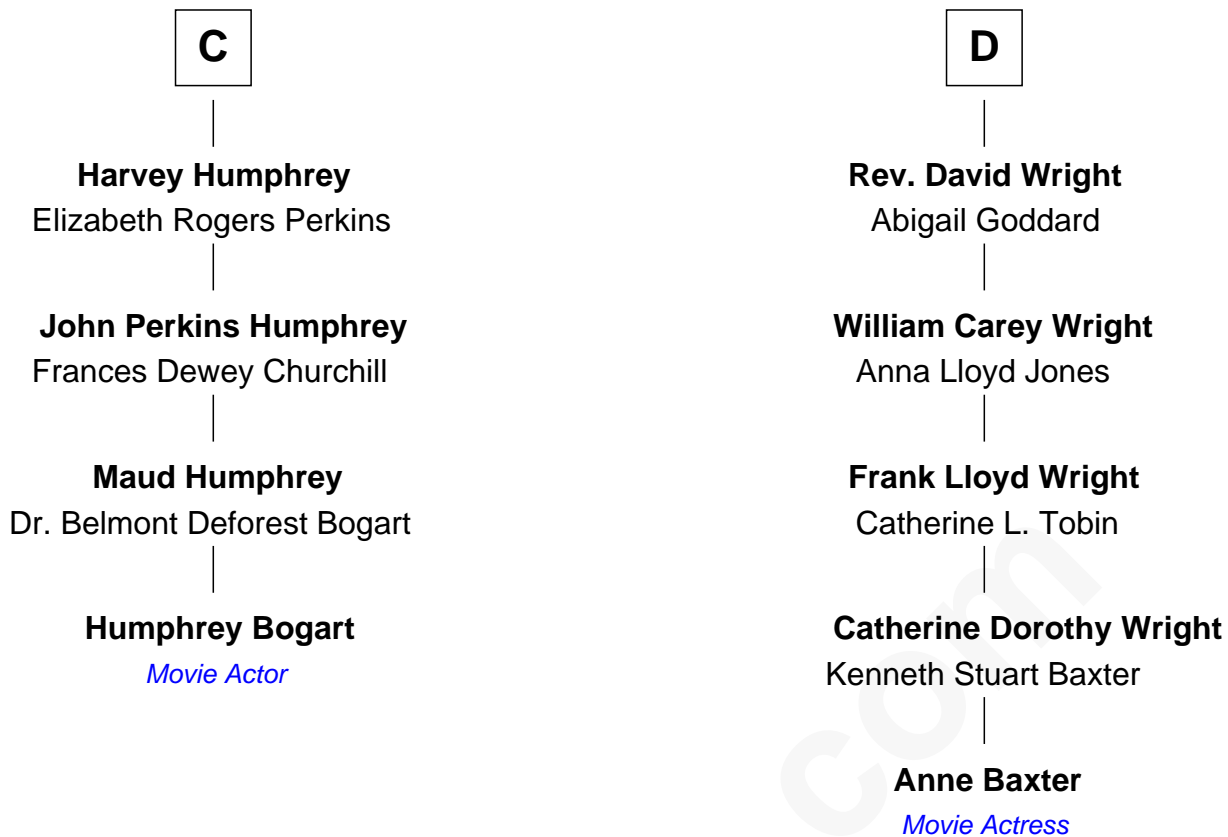 C
Harvey Humphrey
Elizabeth Rogers Perkins
John Perkins Humphrey
Frances Dewey Churchill
Maud Humphrey
Dr. Belmont Deforest Bogart
Humphrey Bogart
Movie Actor
D
Rev. David Wright
Abigail Goddard
William Carey Wright
Anna Lloyd Jones
Frank Lloyd Wright
Catherine L. Tobin
Catherine Dorothy Wright
Kenneth Stuart Baxter
Anne Baxter
Movie Actress
com